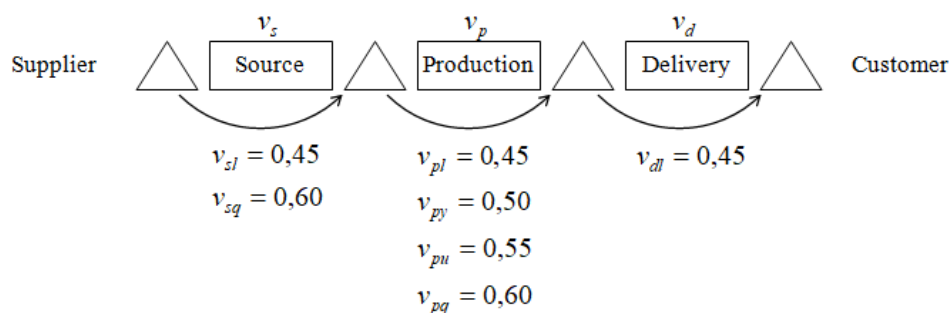 v_s v_p v_d
Supplier Source Production Delivery Customer
v_sl = 0,45 v_pl = 0,45 v_dl = 0,45
v_sq = 0,60 v_py = 0,50
v_pu = 0,55
v_pq = 0,60